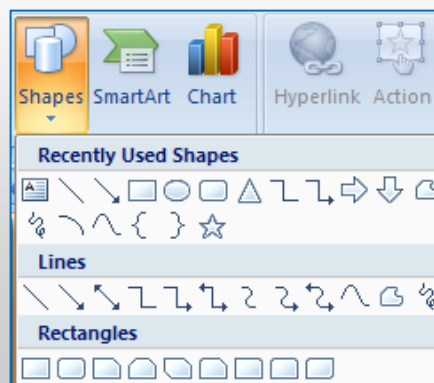 Shapes SmartArt Chart Hyperlink Action
Recently Used Shapes
A
Lines
Rectangles